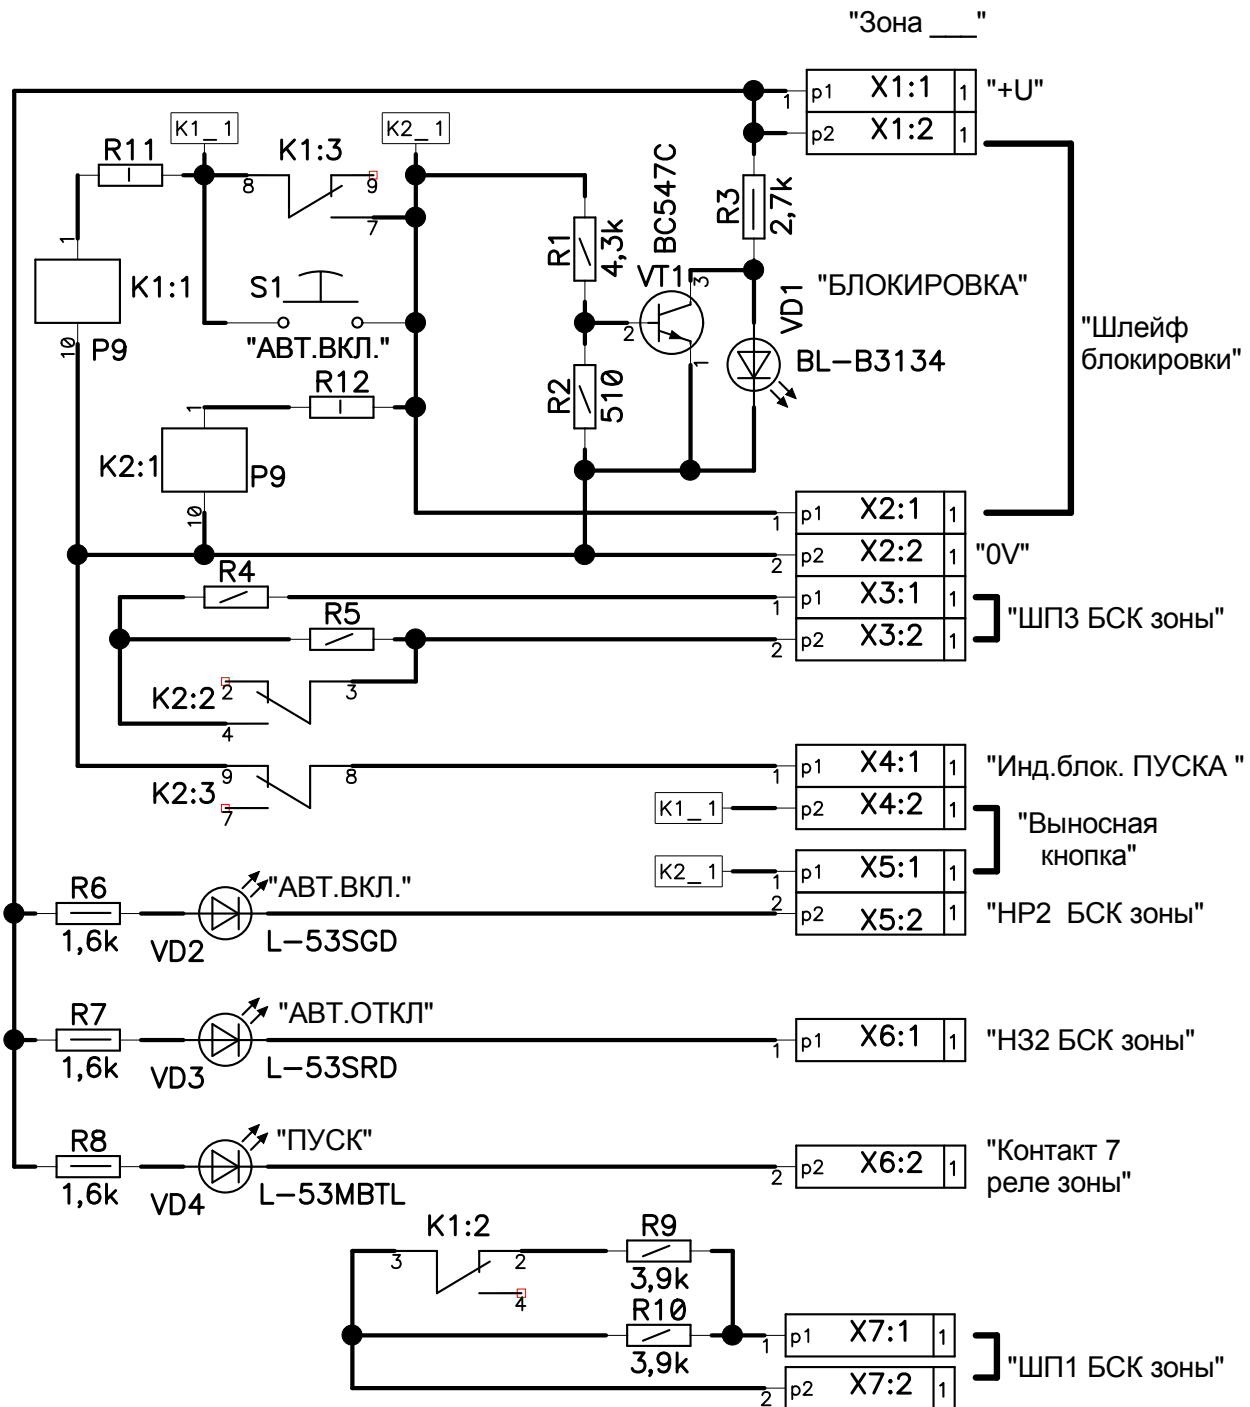 "Зона ___"
p1 X1:1 1 "+U"
1
p2 X1:2 1
K1_1
K2_1
R11
K1:3
8
9
7
R1
4,3k
BC547C
VT1
2
3
1
R3
2,7k
VD1
"БЛОКИРОВКА"
BL-B3134
"Шлейф
блокировки"
1
K1:1
10
P9
S1
"АВТ.ВКЛ."
R12
R2
510
1
K2:1
P9
10
1 p1 X2:1 1
2 p2 X2:2 1 "0V"
R4
1 p1 X3:1 1
"ШП3 БСК зоны"
R5
2 p2 X3:2 1
K2:2
2
3
4
K2:3
9
8
7
1 p1 X4:1 1 "Инд.блок. ПУСКА "
K1_1 p2 X4:2 1
"Выносная
кнопка"
K2_1 1 p1 X5:1 1
R6
1,6k
VD2
"АВТ.ВКЛ."
L-53SGD
2 p2 X5:2 1 "НР2 БСК зоны"
R7
1,6k
VD3
"АВТ.ОТКЛ"
L-53SRD
1 p1 X6:1 1 "НЗ2 БСК зоны"
R8
1,6k
VD4
"ПУСК"
L-53MBTL
2 p2 X6:2 1
"Контакт 7
реле зоны"
K1:2
3
2
4
R9
3,9k
R10
3,9k
1 p1 X7:1 1
"ШП1 БСК зоны"
2 p2 X7:2 1